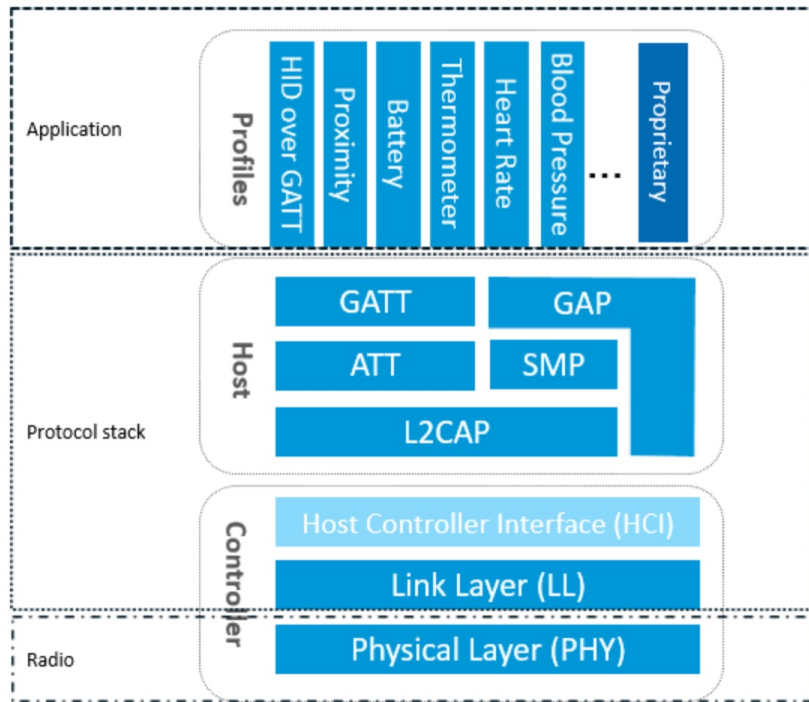 Application
Profiles
HID over GATT
Proximity
Battery
Thermometer
Heart Rate
Blood Pressure
...
Proprietary
Protocol stack
Host
GATT
GAP
ATT
SMP
L2CAP
Controller
Host Controller Interface (HCI)
Link Layer (LL)
Radio
Physical Layer (PHY)